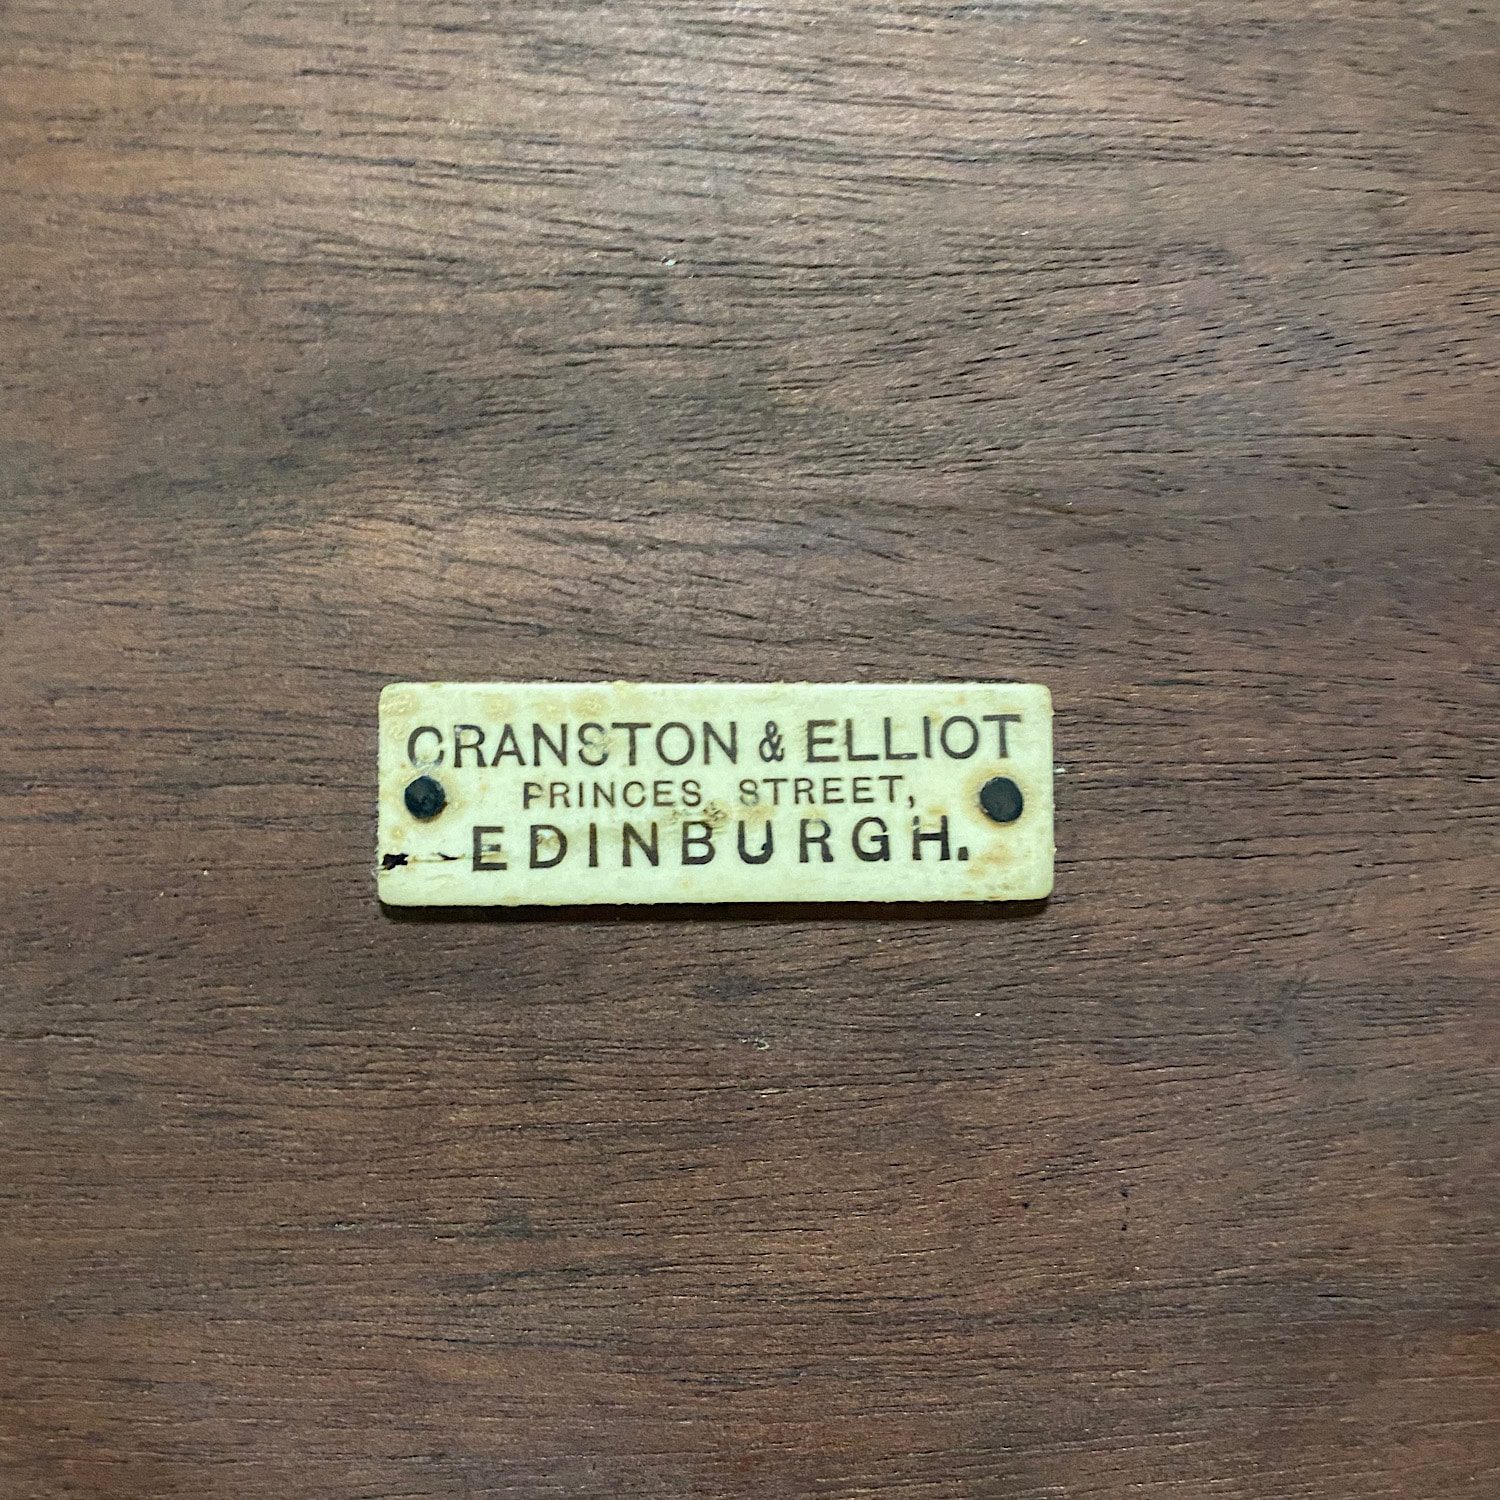 CRANSTON & ELLIOT
PRINCES STREET,
EDINBURGH.